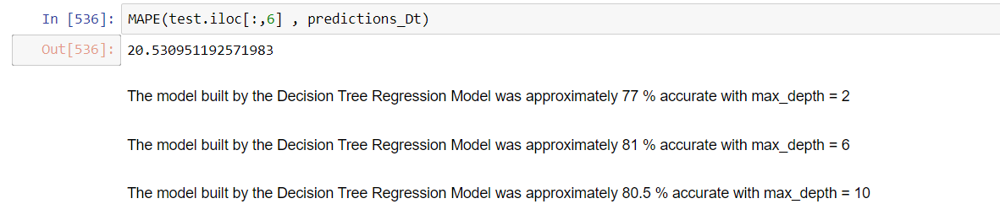 In [536]: MAPE(test.iloc[:,6] , predictions_Dt)
Out[536]: 20.530951192571983
The model built by the Decision Tree Regression Model was approximately 77 % accurate with max_depth = 2
The model built by the Decision Tree Regression Model was approximately 81 % accurate with max_depth = 6
The model built by the Decision Tree Regression Model was approximately 80.5 % accurate with max_depth = 10